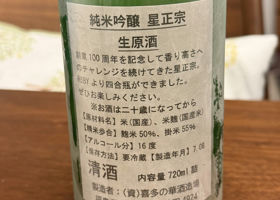 純米吟醸 星正宗
生原酒
創業100周年を記念して香り高さへ
のチャレンジを続けてきた星正宗。
より四合瓶ができました。
ぜひお楽しみください。
※お酒は二十歳になってから
【原材料名】米(国産)、米麹(国産米)
【精米歩合】麹米50%、掛米55%
【アルコール分】16度
【保存方法】要冷蔵【製造年月】7.06
清酒 内容量 720ml 詰
製造者:(資)喜多の華酒造場